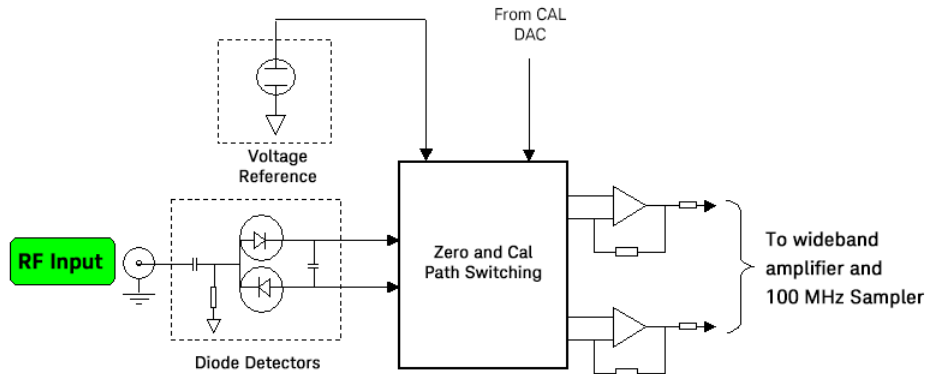 From CAL
DAC
Voltage
Reference
RF Input
Zero and Cal
Path Switching
To wideband
amplifier and
100 MHz Sampler
Diode Detectors